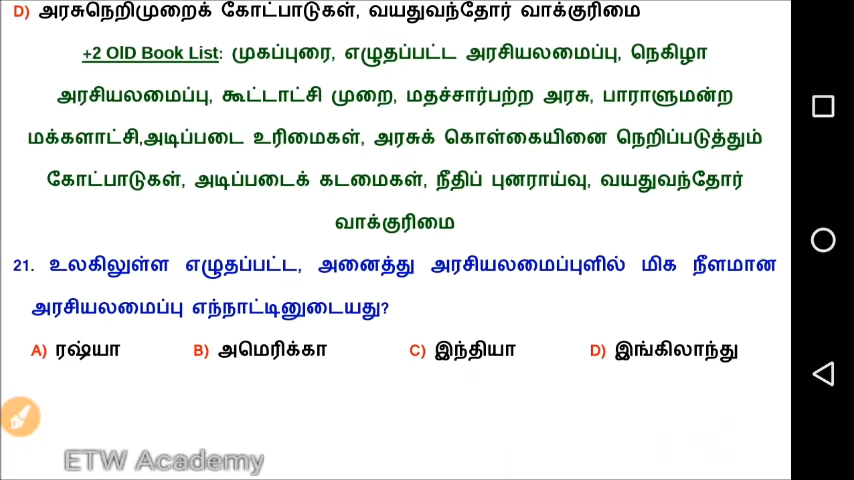 D) அரசுநெறிமுறைக் கோட்பாடுகள், வயதுவந்தோர் வாக்குரிமை
+2 OlD Book List: முகப்புரை, எழுதப்பட்ட அரசியலமைப்பு, நெகிழா
அரசியலமைப்பு, கூட்டாட்சி முறை, மதச்சார்பற்ற அரசு, பாராளுமன்ற
மக்களாட்சி,அடிப்படை உரிமைகள், அரசுக் கொள்கையினை நெறிப்படுத்தும்
கோட்பாடுகள், அடிப்படைக் கடமைகள், நீதிப் புனராய்வு, வயதுவந்தோர்
வாக்குரிமை
21. உலகிலுள்ள எழுதப்பட்ட, அனைத்து அரசியலமைப்புளில் மிக நீளமான
அரசியலமைப்பு எந்நாட்டினுடையது?
A) ரஷ்யா B) அமெரிக்கா C) இந்தியா D) இங்கிலாந்து
ETW Academy